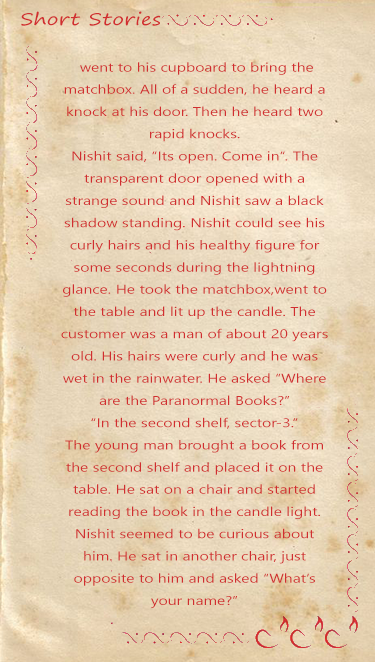 Short Stories
went to his cupboard to bring the
matchbox. All of a sudden, he heard a
knock at his door. Then he heard two
rapid knocks.
Nishit said, "Its open. Come in". The
transparent door opened with a
strange sound and Nishit saw a black
shadow standing. Nishit could see his
curly hairs and his healthy figure for
some seconds during the lightning
glance. He took the matchbox,went to
the table and lit up the candle. The
customer was a man of about 20 years
old. His hairs were curly and he was
wet in the rainwater. He asked "Where
are the Paranormal Books?"
"In the second shelf, sector-3."
The young man brought a book from
the second shelf and placed it on the
table. He sat on a chair and started
reading the book in the candle light.
Nishit seemed to be curious about
him. He sat in another chair, just
opposite to him and asked "What's
your name?"